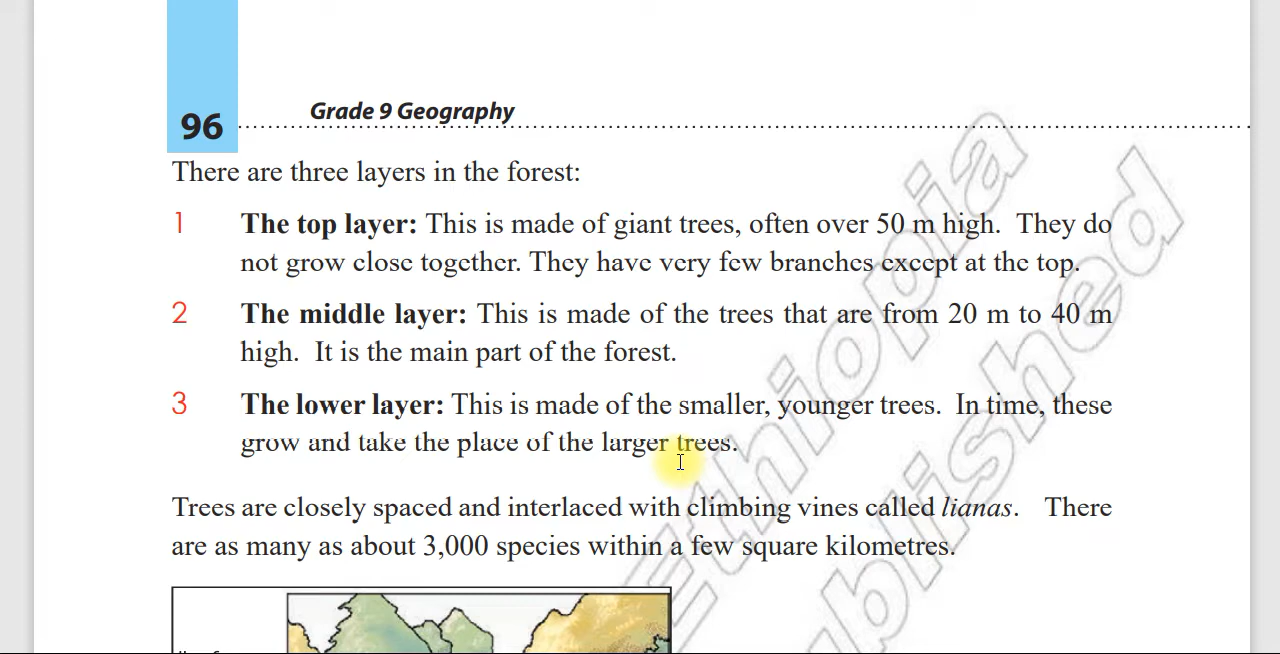 Grade 9 Geography
96
There are three layers in the forest:
1 The top layer: This is made of giant trees, often over 50 m high. They do
not grow close together. They have very few branches except at the top.
2 The middle layer: This is made of the trees that are from 20 m to 40 m
high. It is the main part of the forest.
3 The lower layer: This is made of the smaller, younger trees. In time, these
grow and take the place of the larger trees.
Trees are closely spaced and interlaced with climbing vines called lianas. There
are as many as about 3,000 species within a few square kilometres.
Ethiopia